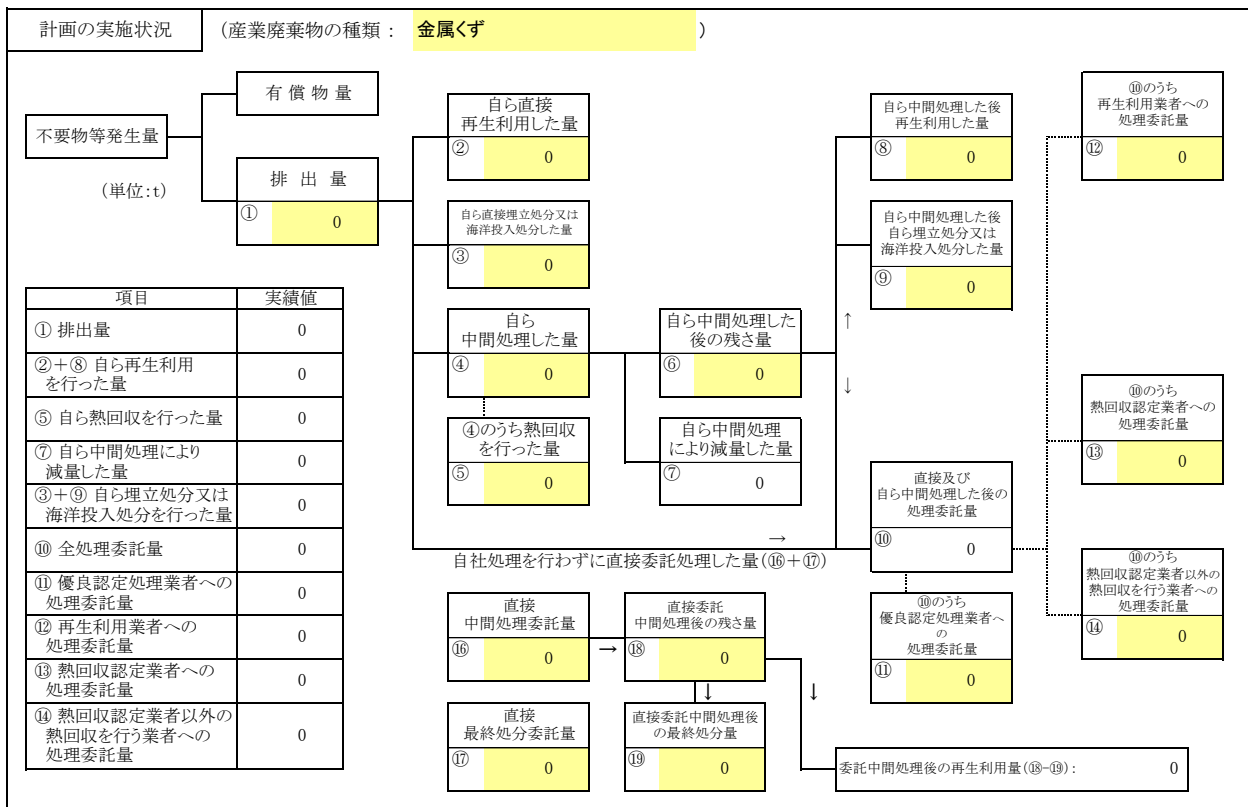 計画の実施状況
(産業廃棄物の種類: 金属くず )
不要物等発生量
(単位:t)
有償物量
排出量
① 0
自ら直接
再生利用した量
② 0
自ら直接埋立処分又は
海洋投入処分した量
③ 0
自ら
中間処理した量
④ 0
④のうち熱回収
を行った量
⑤ 0
自ら中間処理した
後の残さ量
⑥ 0
自ら中間処理
により減量した量
⑦ 0
自ら中間処理した後
再生利用した量
⑧ 0
自ら中間処理した後
自ら埋立処分又は
海洋投入処分した量
⑨ 0
↑
↓
⑩のうち
再生利用業者への
処理委託量
⑫ 0
⑩のうち
熱回収認定業者への
処理委託量
⑬ 0
直接及び
自ら中間処理した後の
処理委託量
⑩ 0
⑩のうち
熱回収認定業者以外の
熱回収を行う業者への
処理委託量
⑭ 0
⑩のうち
優良認定処理業者へ
の
処理委託量
⑪ 0
→
自社処理を行わずに直接委託処理した量(⑯+⑰)
直接
中間処理委託量
⑯ 0
→
直接委託
中間処理後の残さ量
⑱ 0
↓
↓
直接
最終処分委託量
⑰ 0
直接委託中間処理後
の最終処分量
⑲ 0
委託中間処理後の再生利用量(⑱-⑲): 0
項目 実績値
① 排出量 0
②+⑧ 自ら再生利用
を行った量 0
⑤ 自ら熱回収を行った量 0
⑦ 自ら中間処理により
減量した量 0
③+⑨ 自ら埋立処分又は
海洋投入処分を行った量 0
⑩ 全処理委託量 0
⑪ 優良認定処理業者への
処理委託量 0
⑫ 再生利用業者への
処理委託量 0
⑬ 熱回収認定業者への
処理委託量 0
⑭ 熱回収認定業者以外の
熱回収を行う業者への
処理委託量 0